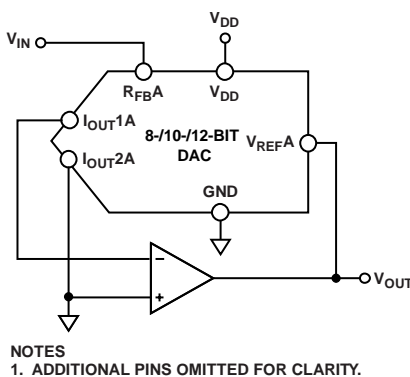 VDD
VIN
RFBA VDD
IOUT1A
8-/10-/12-BIT
DAC
VREFA
IOUT2A
GND
−
+
VOUT
NOTES
1. ADDITIONAL PINS OMITTED FOR CLARITY.